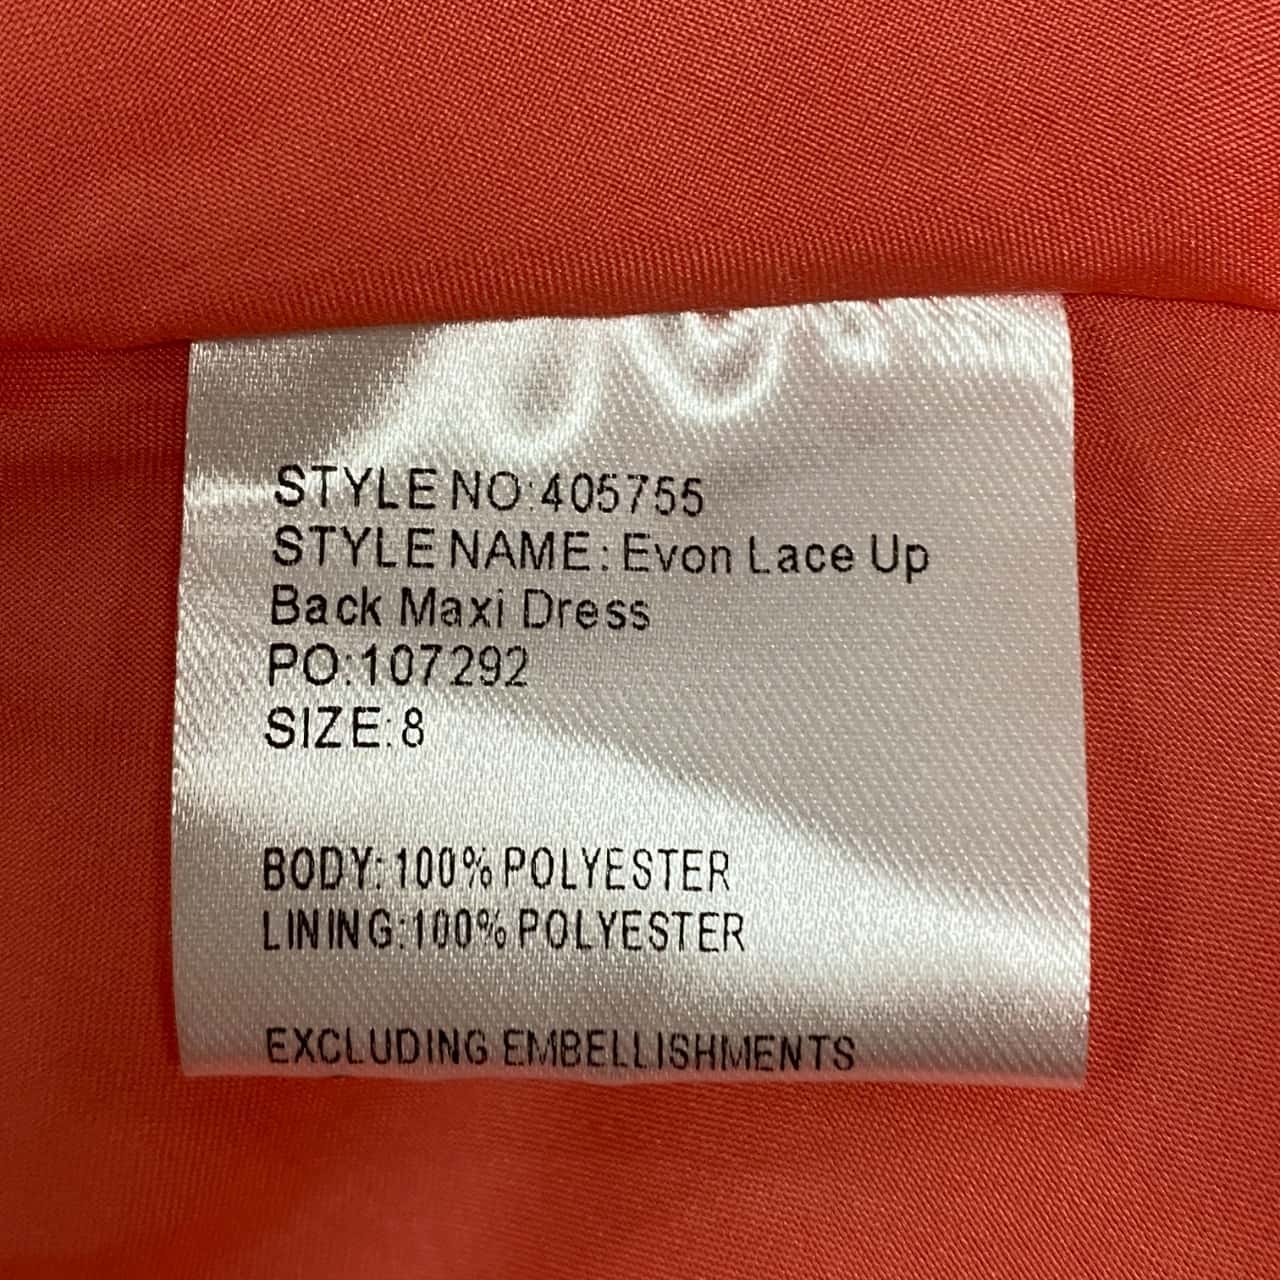 STYLE NO:405755
STYLE NAME: Evon Lace Up
Back Maxi Dress
PO:107292
SIZE:8
BODY: 100% POLYESTER
LINING:100% POLYESTER
EXCLUDING EMBELLISHMENTS